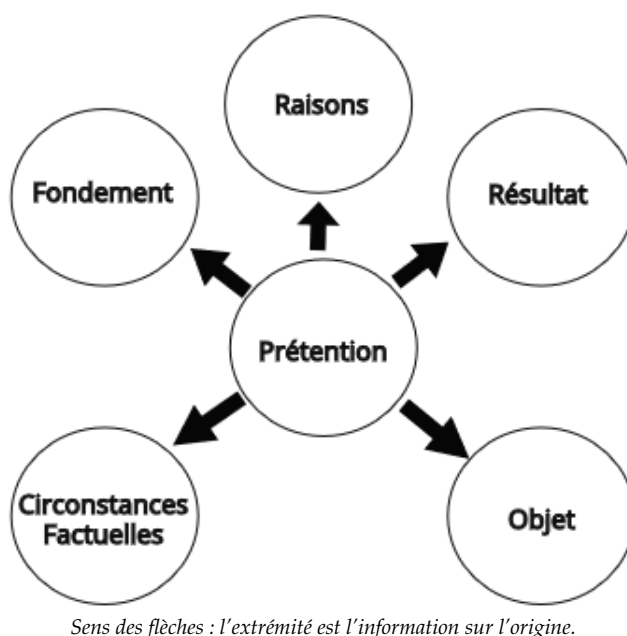 Raisons
Fondement
Résultat
Prétention
Circonstances
Factuelles
Objet
Sens des flèches : l'extrémité est l'information sur l'origine.